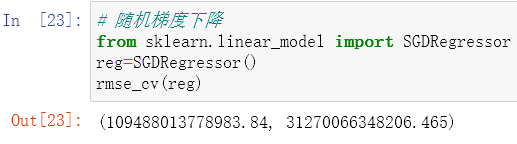 In [23]: # 随机梯度下降
from sklearn.linear_model import SGDRegressor
reg=SGDRegressor()
rmse_cv(reg)
Out[23]: (109488013778983.84, 31270066348206.465)